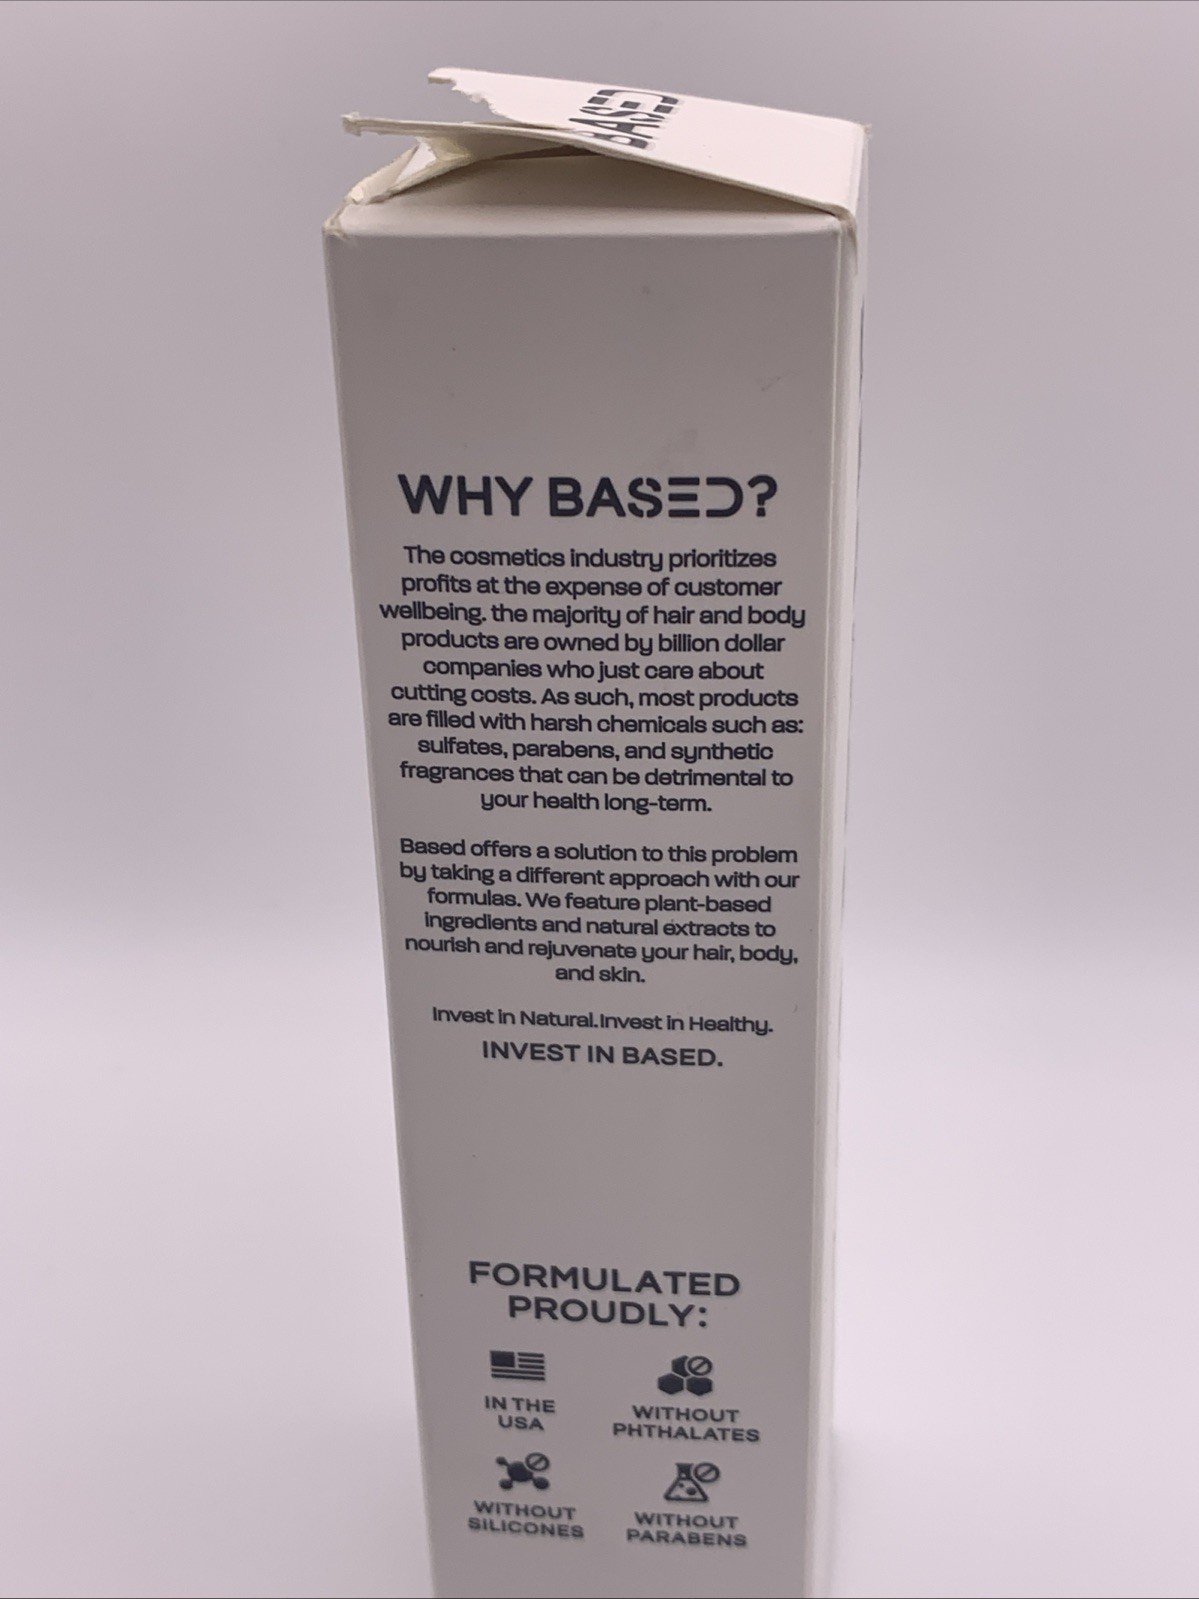 BASED
WHY BASED?
The cosmetics industry prioritizes
profits at the expense of customer
wellbeing. the majority of hair and body
products are owned by billion dollar
companies who just care about
cutting costs. As such, most products
are filled with harsh chemicals such as:
sulfates, parabens, and synthetic
fragrances that can be detrimental to
your health long-term.
Based offers a solution to this problem
by taking a different approach with our
formulas. We feature plant-based
ingredients and natural extracts to
nourish and rejuvenate your hair, body,
and skin.
Invest in Natural.Invest in Healthy.
INVEST IN BASED.
FORMULATED
PROUDLY:
IN THE
USA
WITHOUT
PHTHALATES
WITHOUT
SILICONES
WITHOUT
PARABENS